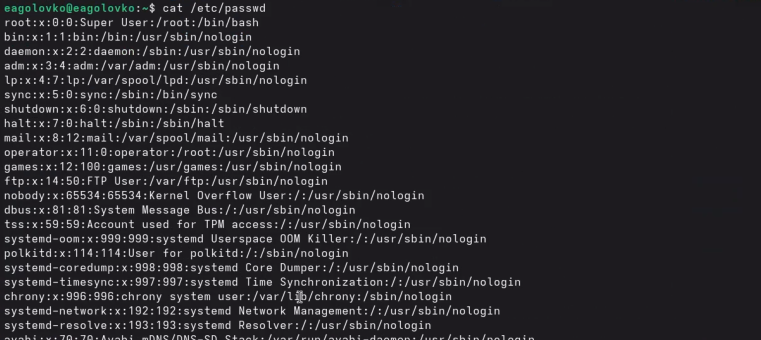 eagolovko@eagolovko:~$ cat /etc/passwd
root:x:0:0:Super User:/root:/bin/bash
bin:x:1:1:bin:/bin:/usr/sbin/nologin
daemon:x:2:2:daemon:/sbin:/usr/sbin/nologin
adm:x:3:4:adm:/var/adm:/usr/sbin/nologin
lp:x:4:7:lp:/var/spool/lpd:/usr/sbin/nologin
sync:x:5:0:sync:/sbin:/bin/sync
shutdown:x:6:0:shutdown:/sbin:/sbin/shutdown
halt:x:7:0:halt:/sbin:/sbin/halt
mail:x:8:12:mail:/var/spool/mail:/usr/sbin/nologin
operator:x:11:0:operator:/root:/usr/sbin/nologin
games:x:12:100:games:/usr/games:/usr/sbin/nologin
ftp:x:14:50:FTP User:/var/ftp:/usr/sbin/nologin
nobody:x:65534:65534:Kernel Overflow User:/:/usr/sbin/nologin
dbus:x:81:81:System Message Bus:/:/usr/sbin/nologin
tss:x:59:59:Account used for TPM access:/:/usr/sbin/nologin
systemd-oom:x:999:999:systemd Userspace OOM Killer:/:/usr/sbin/nologin
polkitd:x:114:114:User for polkitd:/:/sbin/nologin
systemd-coredump:x:998:998:systemd Core Dumper:/:/usr/sbin/nologin
systemd-timesync:x:997:997:systemd Time Synchronization:/:/usr/sbin/nologin
chrony:x:996:996:chrony system user:/var/lib/chrony:/sbin/nologin
systemd-network:x:192:192:systemd Network Management:/:/usr/sbin/nologin
systemd-resolve:x:193:193:systemd Resolver:/:/usr/sbin/nologin
avahi:x:70:70:Avahi mDNS/DNS-SD Stack:/var/run/avahi-daemon:/usr/sbin/nologin